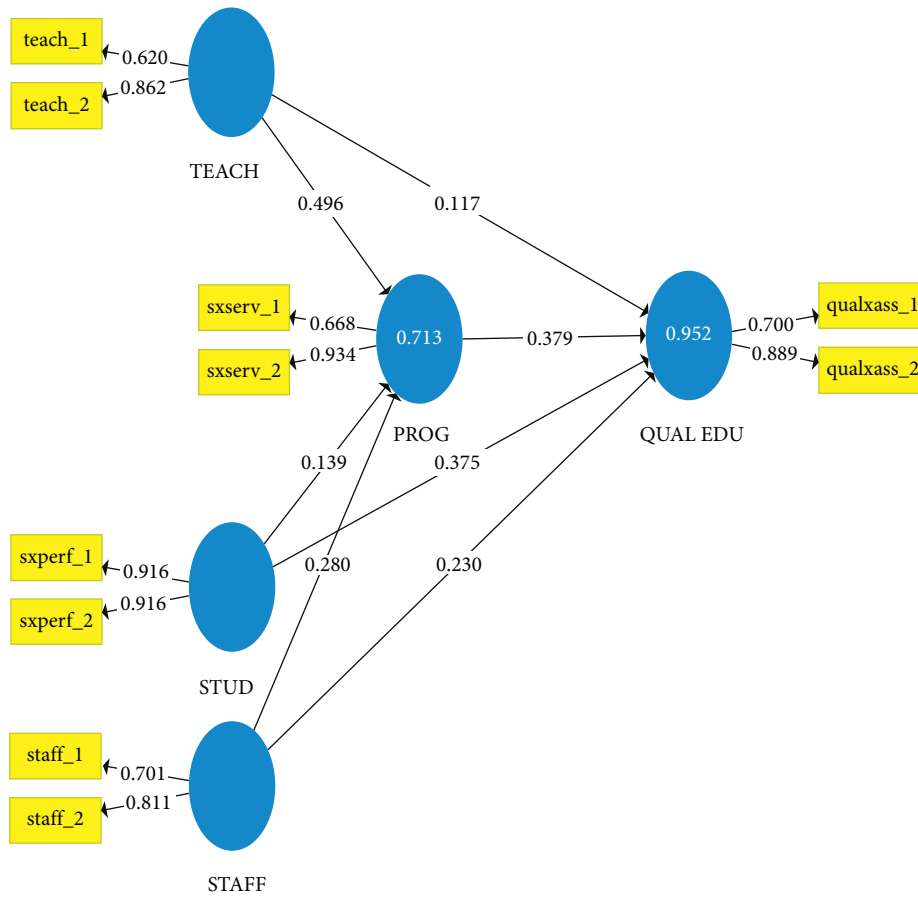 teach_1
0.620
0.862
teach_2
TEACH
0.496
0.117
sxserv_1
0.668
0.934
sxserv_2
0.713
PROG
0.379
0.952
QUAL EDU
qualxass_1
0.700
0.889
qualxass_2
0.139
0.375
0.280
0.230
sxperf_1
0.916
0.916
sxperf_2
STUD
staff_1
0.701
0.811
staff_2
STAFF